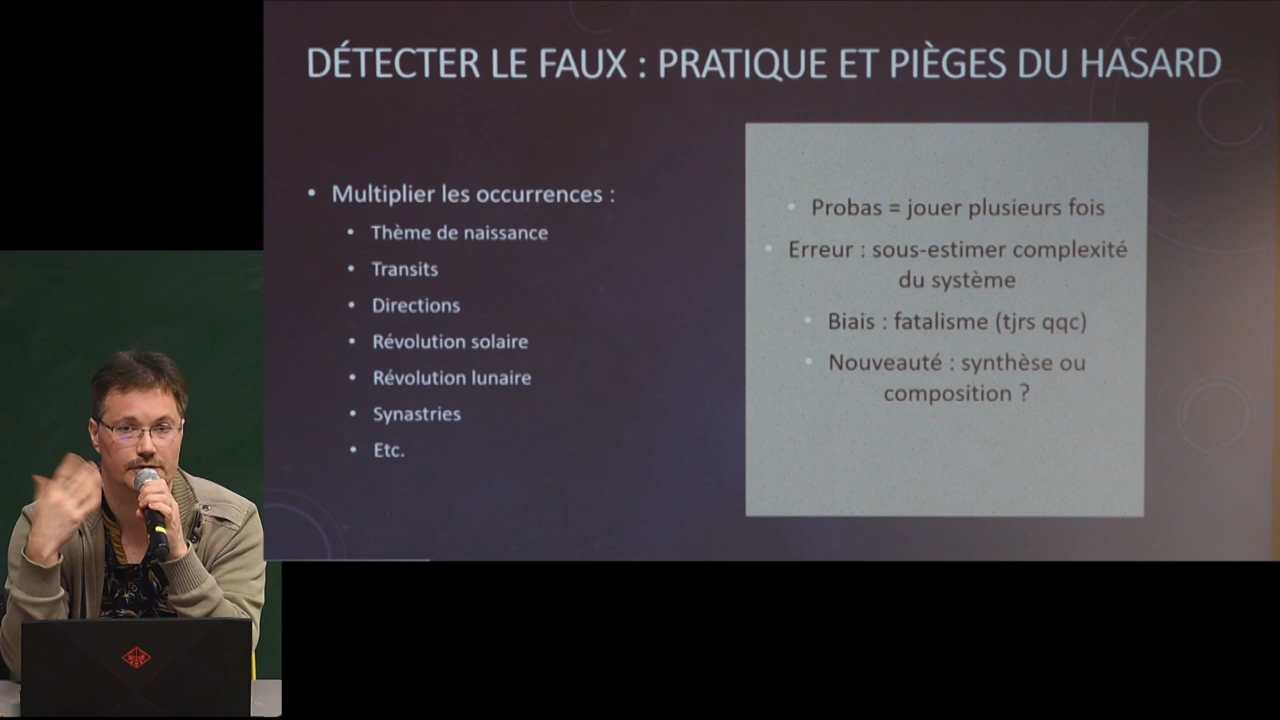 DÉTECTER LE FAUX : PRATIQUE ET PIÈGES DU HASARD
• Multiplier les occurrences :
• Thème de naissance
• Transits
• Directions
• Révolution solaire
• Révolution lunaire
• Synastries
• Etc.
• Probas = jouer plusieurs fois
• Erreur : sous-estimer complexité
du système
• Biais : fatalisme (tjrs qqc)
• Nouveauté : synthèse ou
composition ?